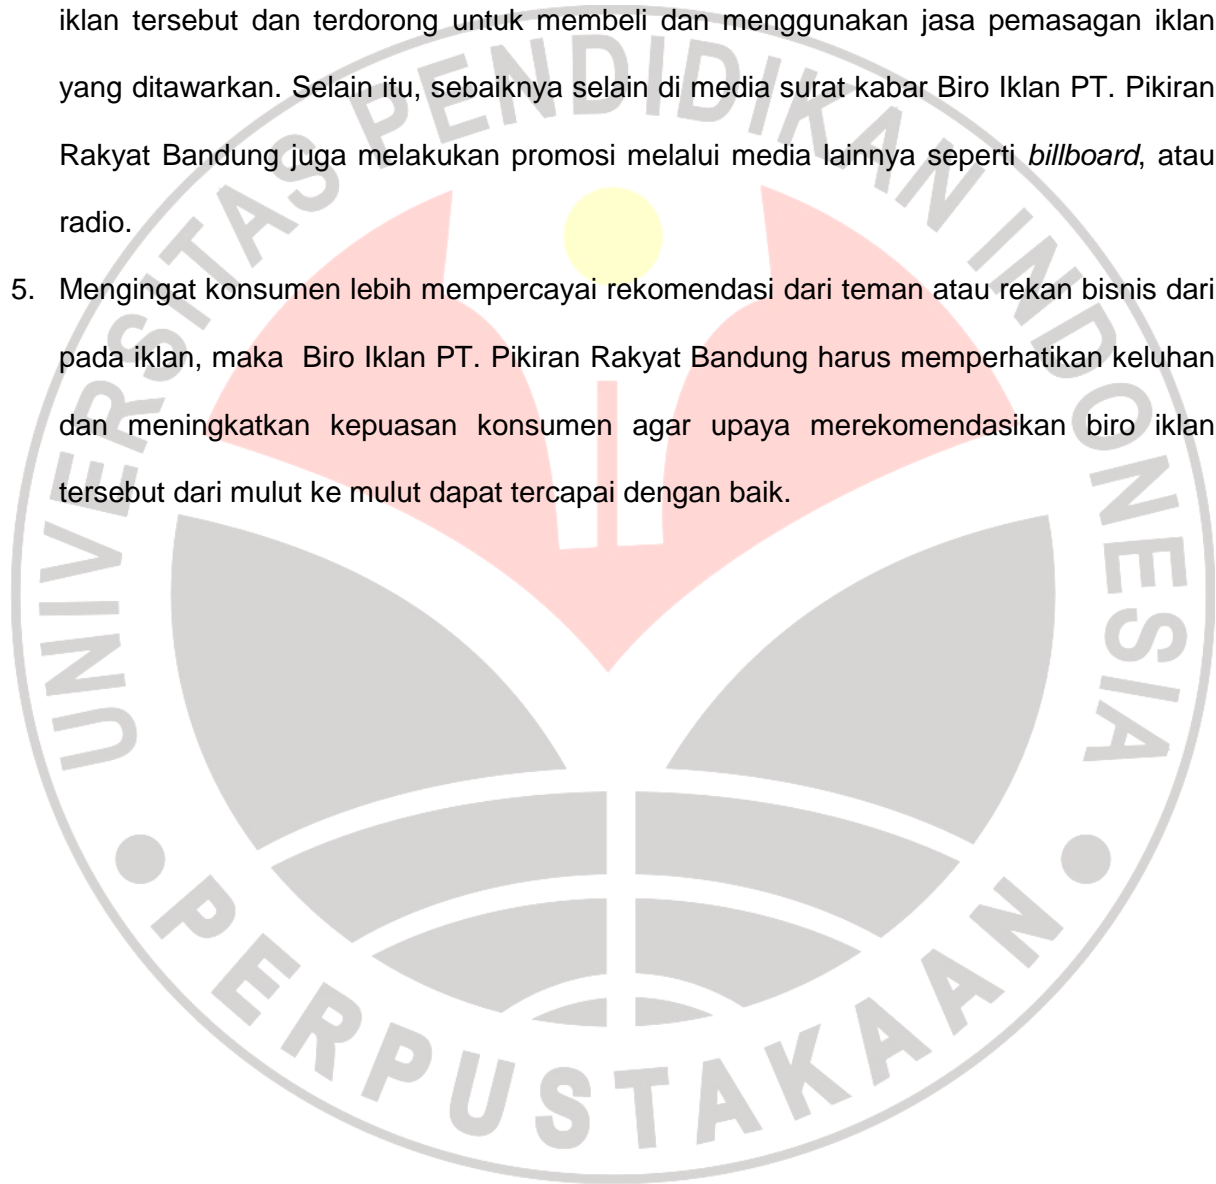 iklan tersebut dan terdorong untuk membeli dan menggunakan jasa pemasagan iklan
yang ditawarkan. Selain itu, sebaiknya selain di media surat kabar Biro Iklan PT. Pikiran
Rakyat Bandung juga melakukan promosi melalui media lainnya seperti billboard, atau
radio.
5. Mengingat konsumen lebih mempercayai rekomendasi dari teman atau rekan bisnis dari
pada iklan, maka Biro Iklan PT. Pikiran Rakyat Bandung harus memperhatikan keluhan
dan meningkatkan kepuasan konsumen agar upaya merekomendasikan biro iklan
tersebut dari mulut ke mulut dapat tercapai dengan baik.
UNIVERSITAS PENDIDIKAN INDONESIA
PERPUSTAKAAN